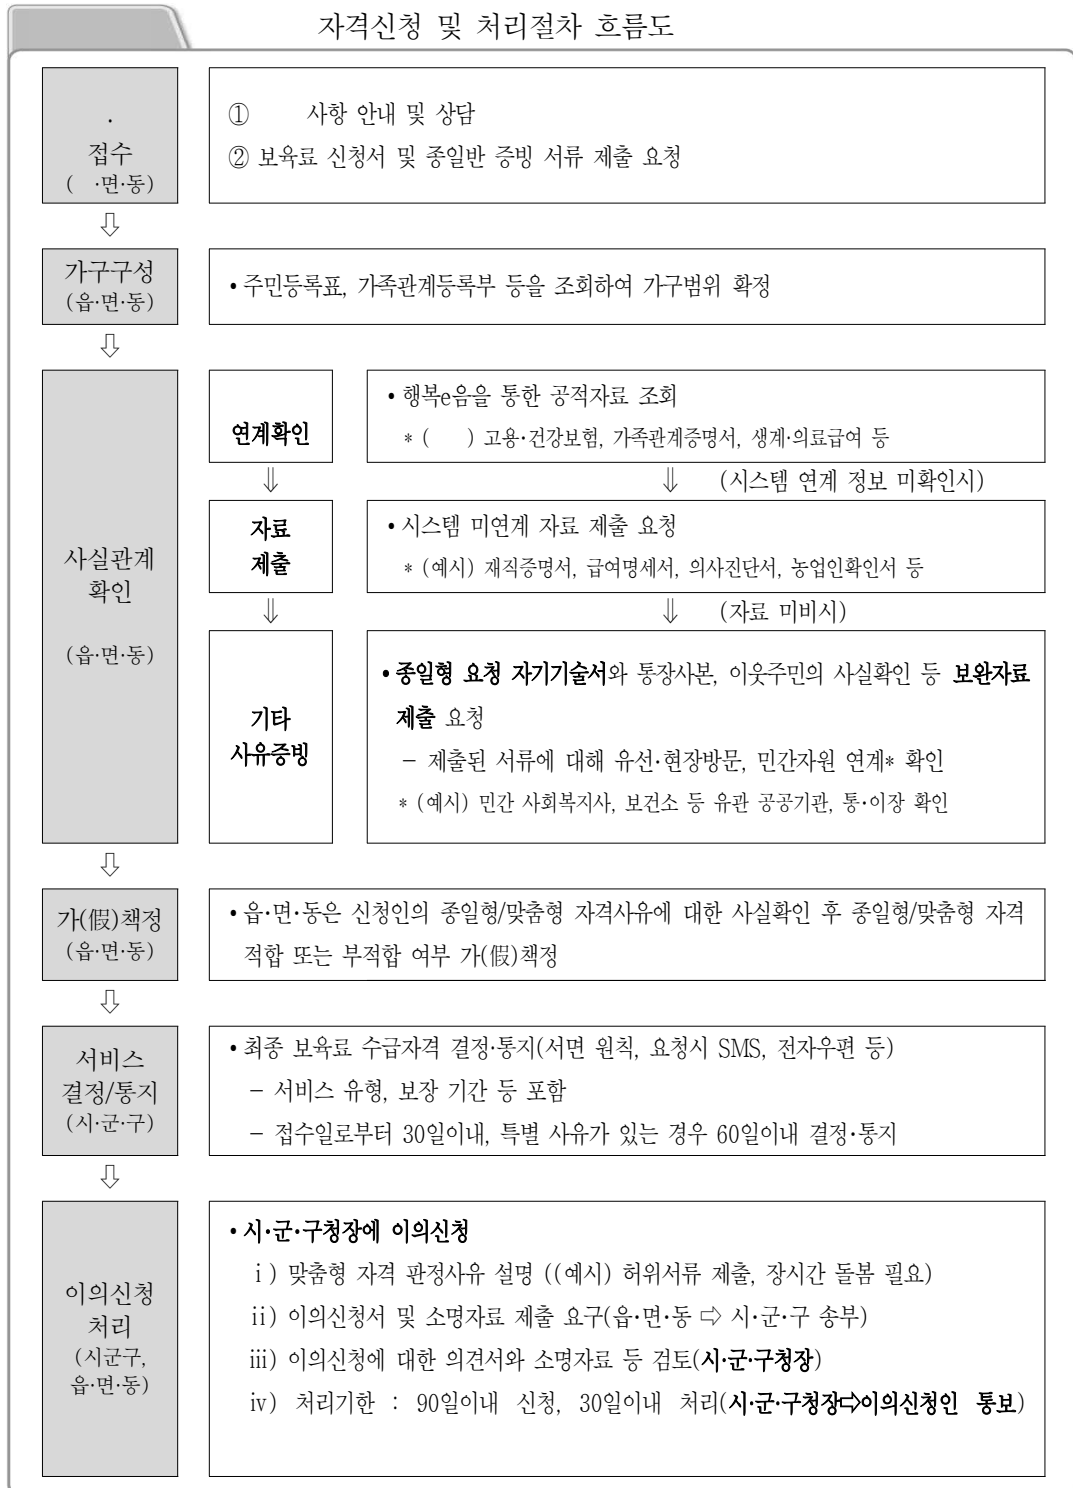 자격신청 및 처리절차 흐름도
·
접수
( ·면·동)
① 사항 안내 및 상담
② 보육료 신청서 및 종일반 증빙 서류 제출 요청
⇩
가구구성
(읍·면·동)
• 주민등록표, 가족관계등록부 등을 조회하여 가구범위 확정
⇩
사실관계
확인
(읍·면·동)
연계확인
• 행복e음을 통한 공적자료 조회
* ( ) 고용·건강보험, 가족관계증명서, 생계·의료급여 등
⇓ ⇓ (시스템 연계 정보 미확인시)
자료
제출
• 시스템 미연계 자료 제출 요청
* (예시) 재직증명서, 급여명세서, 의사진단서, 농업인확인서 등
⇓ ⇓ (자료 미비시)
기타
사유증빙
• 종일형 요청 자기기술서와 통장사본, 이웃주민의 사실확인 등 보완자료
제출 요청
- 제출된 서류에 대해 유선·현장방문, 민간자원 연계* 확인
* (예시) 민간 사회복지사, 보건소 등 유관 공공기관, 통·이장 확인
⇩
가(假)책정
(읍·면·동)
• 읍·면·동은 신청인의 종일형/맞춤형 자격사유에 대한 사실확인 후 종일형/맞춤형 자격
적합 또는 부적합 여부 가(假)책정
⇩
서비스
결정/통지
(시·군·구)
• 최종 보육료 수급자격 결정·통지(서면 원칙, 요청시 SMS, 전자우편 등)
- 서비스 유형, 보장 기간 등 포함
- 접수일로부터 30일이내, 특별 사유가 있는 경우 60일이내 결정·통지
⇩
이의신청
처리
(시군구,
읍·면·동)
• 시·군·구청장에 이의신청
ⅰ) 맞춤형 자격 판정사유 설명 ((예시) 허위서류 제출, 장시간 돌봄 필요)
ⅱ) 이의신청서 및 소명자료 제출 요구(읍·면·동 ⇨ 시·군·구 송부)
ⅲ) 이의신청에 대한 의견서와 소명자료 등 검토(시·군·구청장)
ⅳ) 처리기한 : 90일이내 신청, 30일이내 처리(시·군·구청장⇨이의신청인 통보)